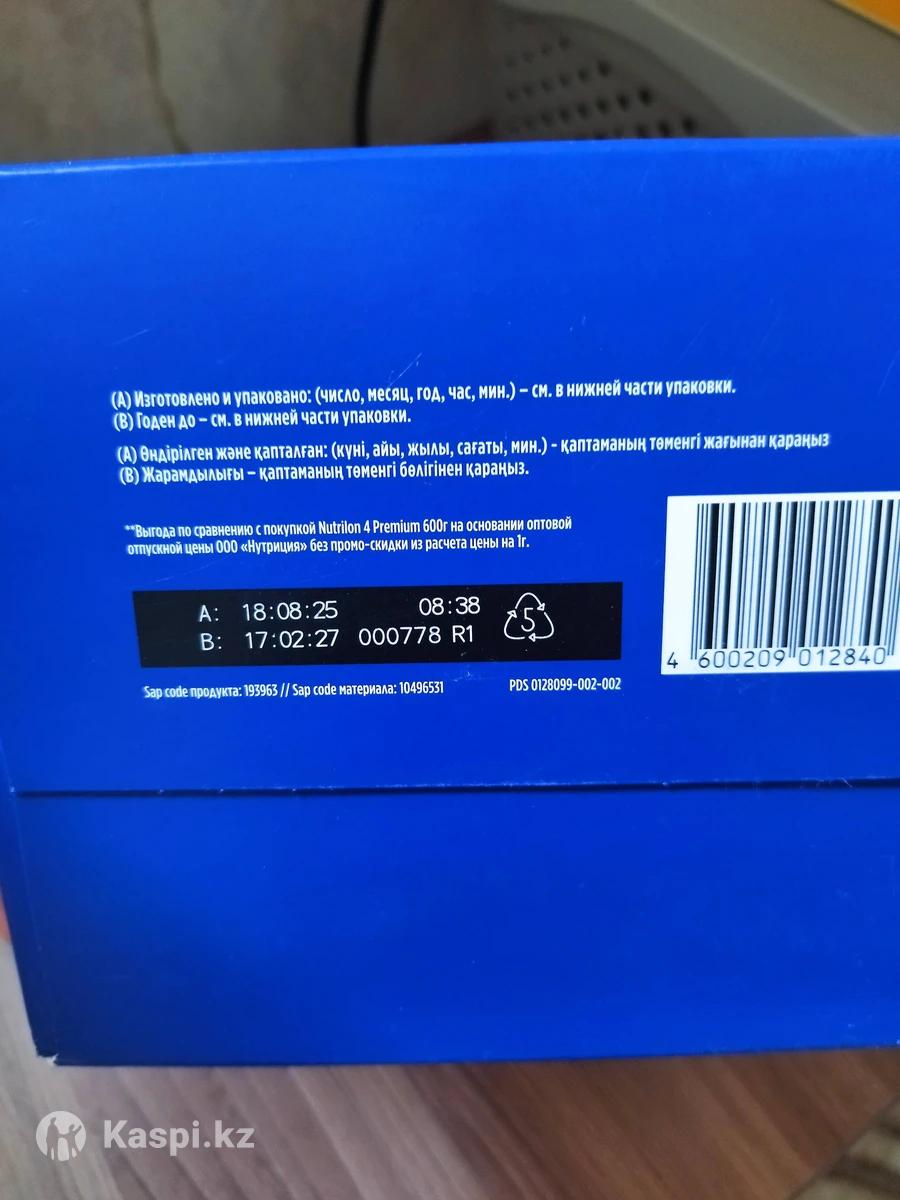 (A) Изготовлено и упаковано: (число, месяц, год, час, мин.) – см. в нижней части упаковки.
(B) Годен до – см. в нижней части упаковки.
(A) Өндірілген және қапталған: (күні, айы, жылы, сағаты, мин.) - қаптаманың төменгі жағынан қараңыз
(B) Жарамдылығы – қаптаманың төменгі бөлігінен қараңыз.
**Выгода по сравнению с покупкой Nutrilon 4 Premium 600г на основании оптовой
отпускной цены ООО «Нутриция» без промо-скидки из расчета цены на 1г.
A: 18:08:25 08:38
B: 17:02:27 000778 R1
5
4 600209 012840
Sap code продукта: 193963 // Sap code материала: 10496531 PDS 0128099-002-002
Kaspi.kz